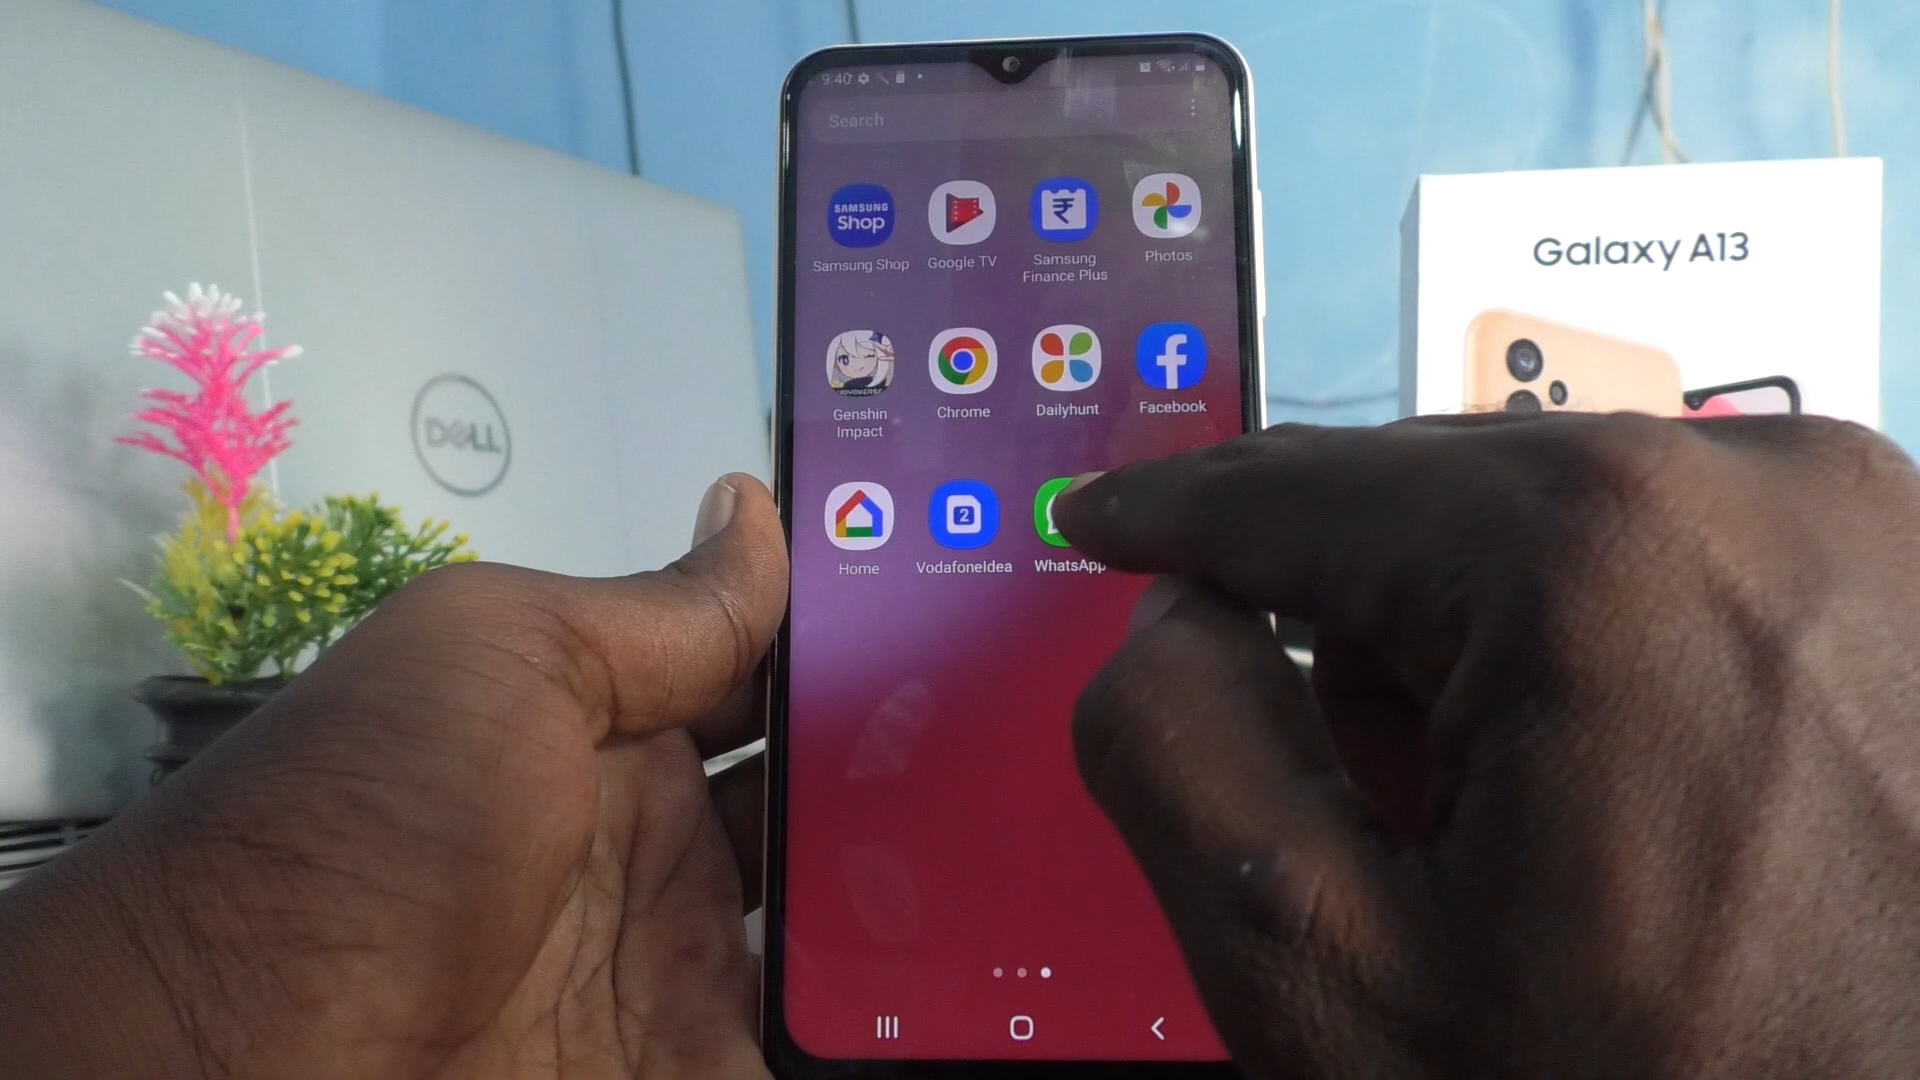 9:40
Search
SAMSUNG
Shop
Samsung Shop
Google TV
Samsung
Finance Plus
Photos
Genshin
Impact
Chrome
Dailyhunt
Facebook
Home
2
VodafoneIdea
WhatsApp
DELL
Galaxy A13